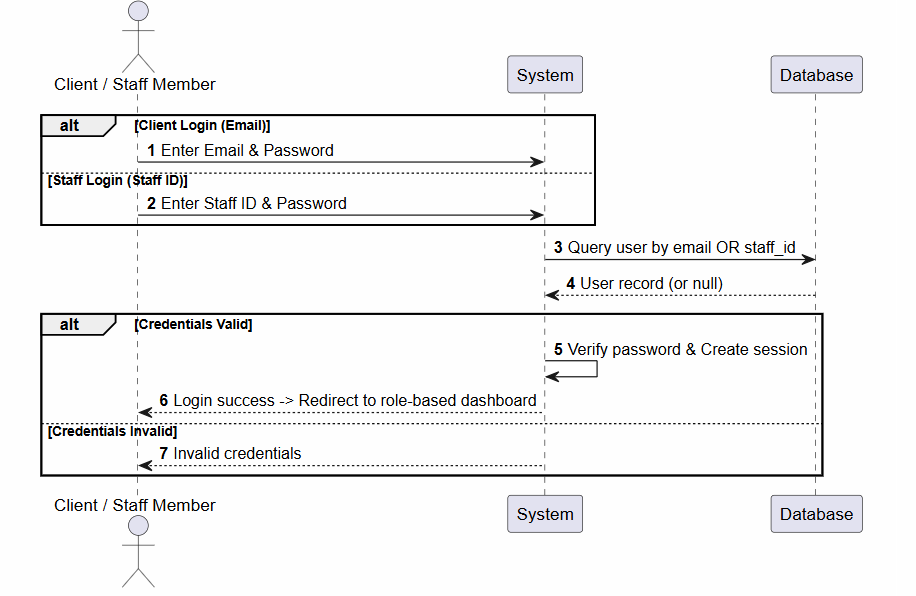 Client / Staff Member
System
Database
alt
[Client Login (Email)]
1 Enter Email & Password
[Staff Login (Staff ID)]
2 Enter Staff ID & Password
3 Query user by email OR staff_id
4 User record (or null)
alt
[Credentials Valid]
5 Verify password & Create session
6 Login success -> Redirect to role-based dashboard
[Credentials Invalid]
7 Invalid credentials
Client / Staff Member
System
Database